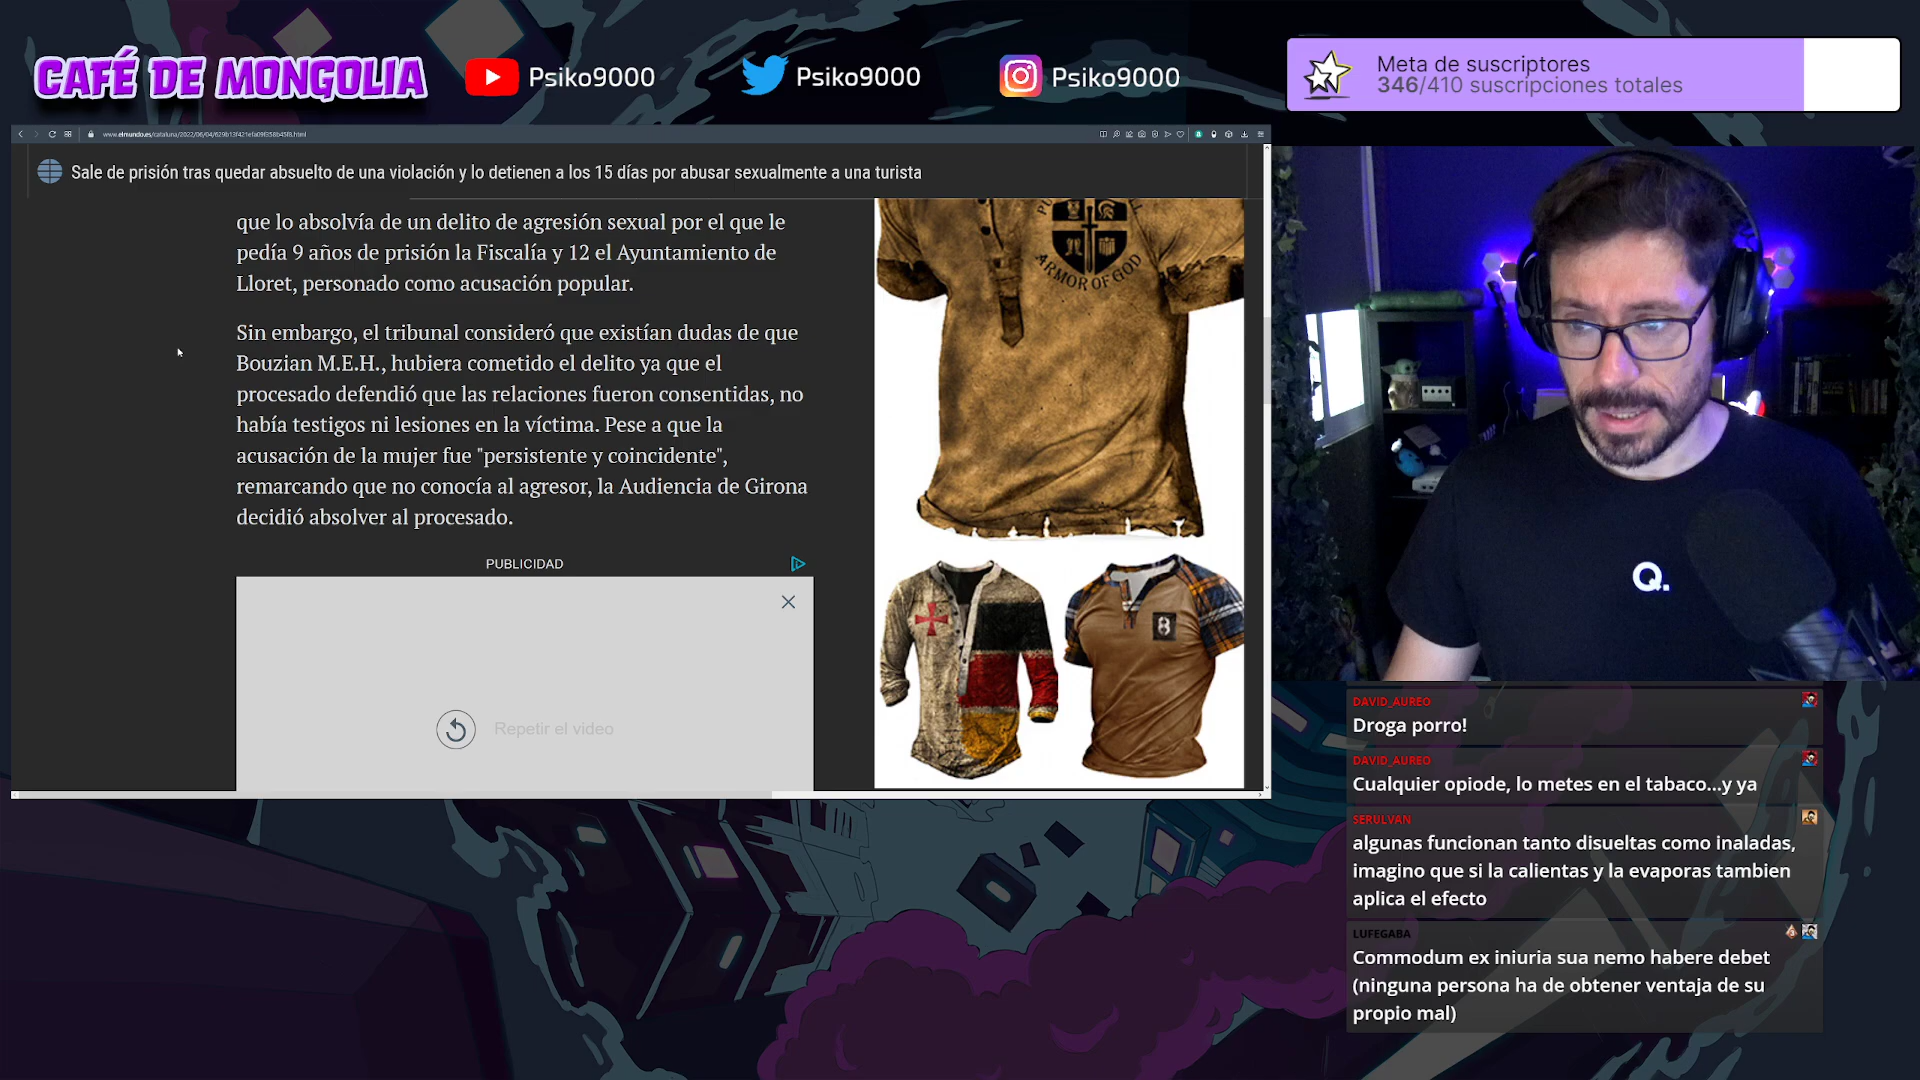 CAFÉ DE MONGOLIA
Psiko9000
Psiko9000
Psiko9000
Meta de suscriptores
346/410 suscripciones totales
Sale de prisión tras quedar absuelto de una violación y lo detienen a los 15 días por abusar sexualmente a una turista
que lo absolvía de un delito de agresión sexual por el que le
pedía 9 años de prisión la Fiscalía y 12 el Ayuntamiento de
Lloret, personado como acusación popular.
Sin embargo, el tribunal consideró que existían dudas de que
Bouzian M.E.H., hubiera cometido el delito ya que el
procesado defendió que las relaciones fueron consentidas, no
había testigos ni lesiones en la víctima. Pese a que la
acusación de la mujer fue "persistente y coincidente",
remarcando que no conocía al agresor, la Audiencia de Girona
decidió absolver al procesado.
PUBLICIDAD
Repetir el video
ARMOR OF GOD
8
Q.
DAVID_AUREO
Droga porro!
DAVID_AUREO
Cualquier opiode, lo metes en el tabaco...y ya
SERULVAN
algunas funcionan tanto disueltas como inaladas,
imagino que si la calientas y la evaporas tambien
aplica el efecto
LUFEGABA
Commodum ex iniuria sua nemo habere debet
(ninguna persona ha de obtener ventaja de su
propio mal)